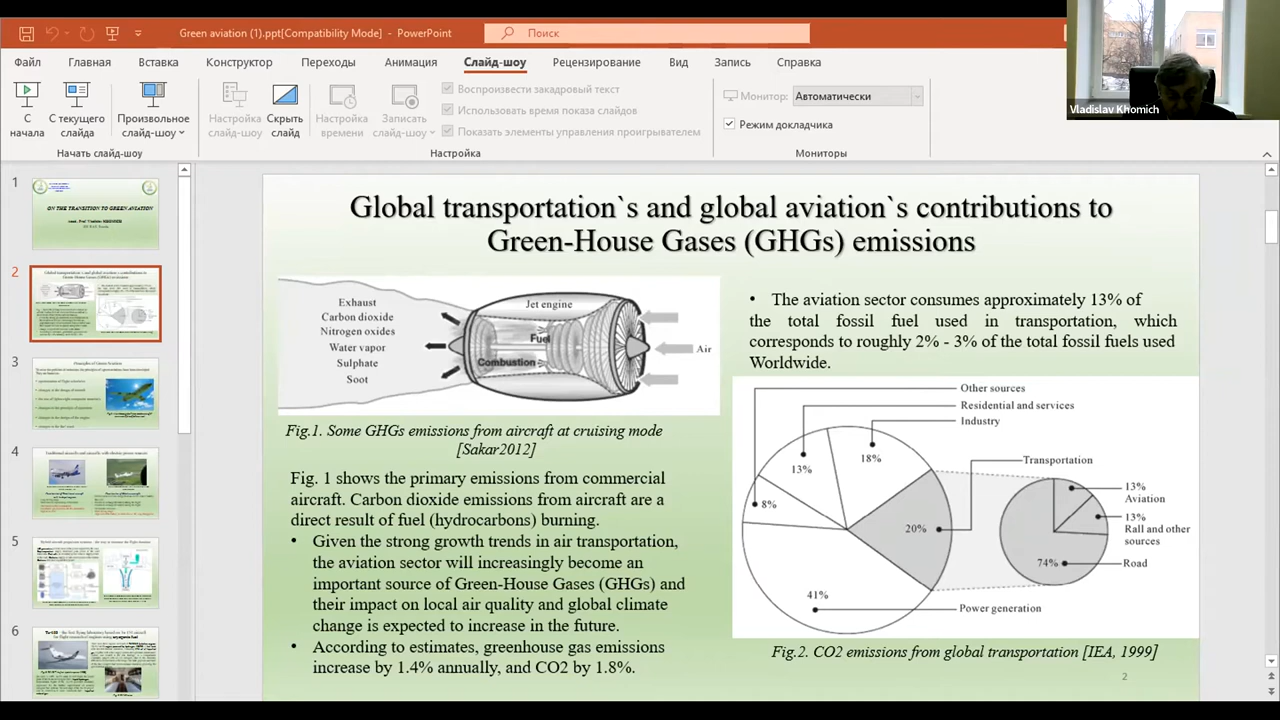 Green aviation (1).ppt[Compatibility Mode] - PowerPoint
Поиск
Файл Главная Вставка Конструктор Переходы Анимация Слайд-шоу Рецензирование Вид Запись Справка
С начала
С текущего слайда
Произвольное слайд-шоу
Начать слайд-шоу
Настройка слайд-шоу
Скрыть слайд
Настройка времени
Записать слайд-шоу
Воспроизвести закадровый текст
Использовать время показа слайдов
Показать элементы управления проигрывателем
Настройка
Монитор: Автоматически
Режим докладчика
Мониторы
Vladislav Khomich
1
ON THE TRANSITION TO GREEN AVIATION
2
3
Principles of Green Aviation
4
5
6
Global transporation`s and global aviation`s contributions to
Green-House Gases (GHGs) emissions
Exhaust
Carbon dioxide
Nitrogen oxides
Water vapor
Sulphate
Soot
Jet engine
Fuel
Combustion
Air
Fig.1. Some GHGs emissions from aircraft at cruising mode
[Sakar2012]
Fig. 1 shows the primary emissions from commercial
aircraft. Carbon dioxide emissions from aircraft are a
direct result of fuel (hydrocarbons) burning.
• Given the strong growth trends in air transportation,
the aviation sector will increasingly become an
important source of Green-House Gases (GHGs) and
their impact on local air quality and global climate
change is expected to increase in the future.
According to estimates, greenhouse gas emissions
increase by 1.4% annually, and CO2 by 1.8%.
• The aviation sector consumes approximately 13% of
the total fossil fuel used in transportation, which
corresponds to roughly 2% - 3% of the total fossil fuels used
Worldwide.
Other sources
Residential and services
Industry
Transportation
18%
13%
8%
20%
41%
Power generation
13%
Aviation
13%
Rall and other
sources
74%
Road
Fig.2. CO2 emissions from global transportation [IEA, 1999]
2